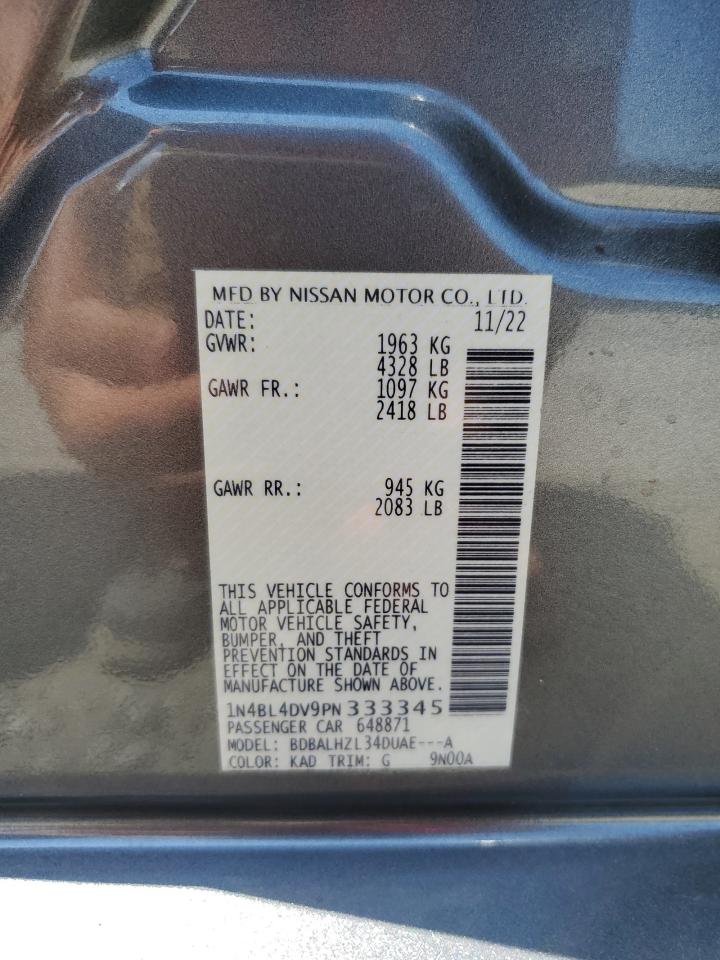 MFD BY NISSAN MOTOR CO., LTD.
DATE: 11/22
GVWR: 1963 KG
4328 LB
GAWR FR.: 1097 KG
2418 LB
GAWR RR.: 945 KG
2083 LB
THIS VEHICLE CONFORMS TO
ALL APPLICABLE FEDERAL
MOTOR VEHICLE SAFETY,
BUMPER, AND THEFT
PREVENTION STANDARDS IN
EFFECT ON THE DATE OF
MANUFACTURE SHOWN ABOVE.
1N4BL4DV9PN333345
PASSENGER CAR 648871
MODEL: BDBALHZL34DUAE---A
COLOR: KAD TRIM: G 9N00A